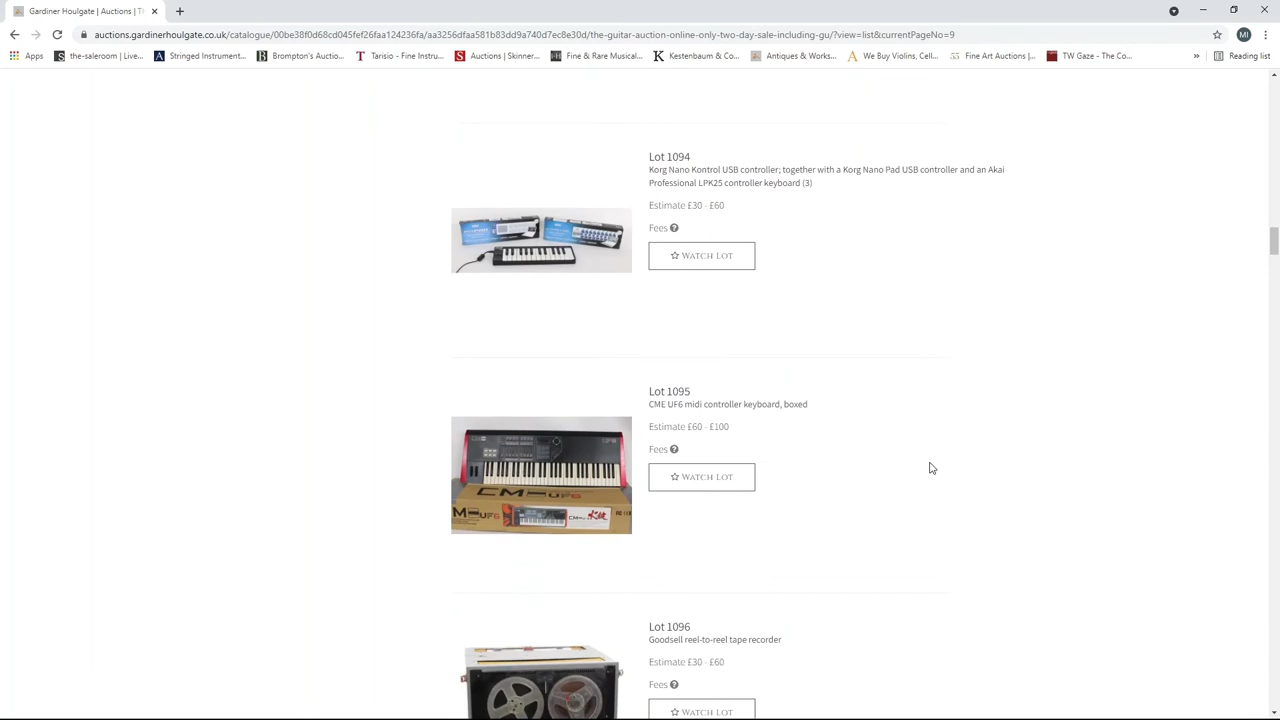 Gardiner Houlgate | Auctions | Ti
auctions.gardinerhoulgate.co.uk/catalogue/00be38f0d68cd045fef26faa124236fa/aa3256dfaa581b83dd9a740d7ec8e30d/the-guitar-auction-online-only-two-day-sale-including-gu/?view=list&currentPageNo=9
MI
Apps the-saleroom | Live... Stringed Instrument... Brompton's Auctio... Tarisio - Fine Instru... Auctions | Skinner... Fine & Rare Musical... Kestenbaum & Co... Antiques & Works... We Buy Violins, Cell... Fine Art Auctions |... TW Gaze - The Co... » Reading list
Lot 1094
Korg Nano Kontrol USB controller; together with a Korg Nano Pad USB controller and an Akai
Professional LPK25 controller keyboard (3)
Estimate £30 - £60
Fees
WATCH LOT
Lot 1095
CME UF6 midi controller keyboard, boxed
Estimate £60 - £100
Fees
WATCH LOT
Lot 1096
Goodsell reel-to-reel tape recorder
Estimate £30 - £60
Fees
WATCH LOT